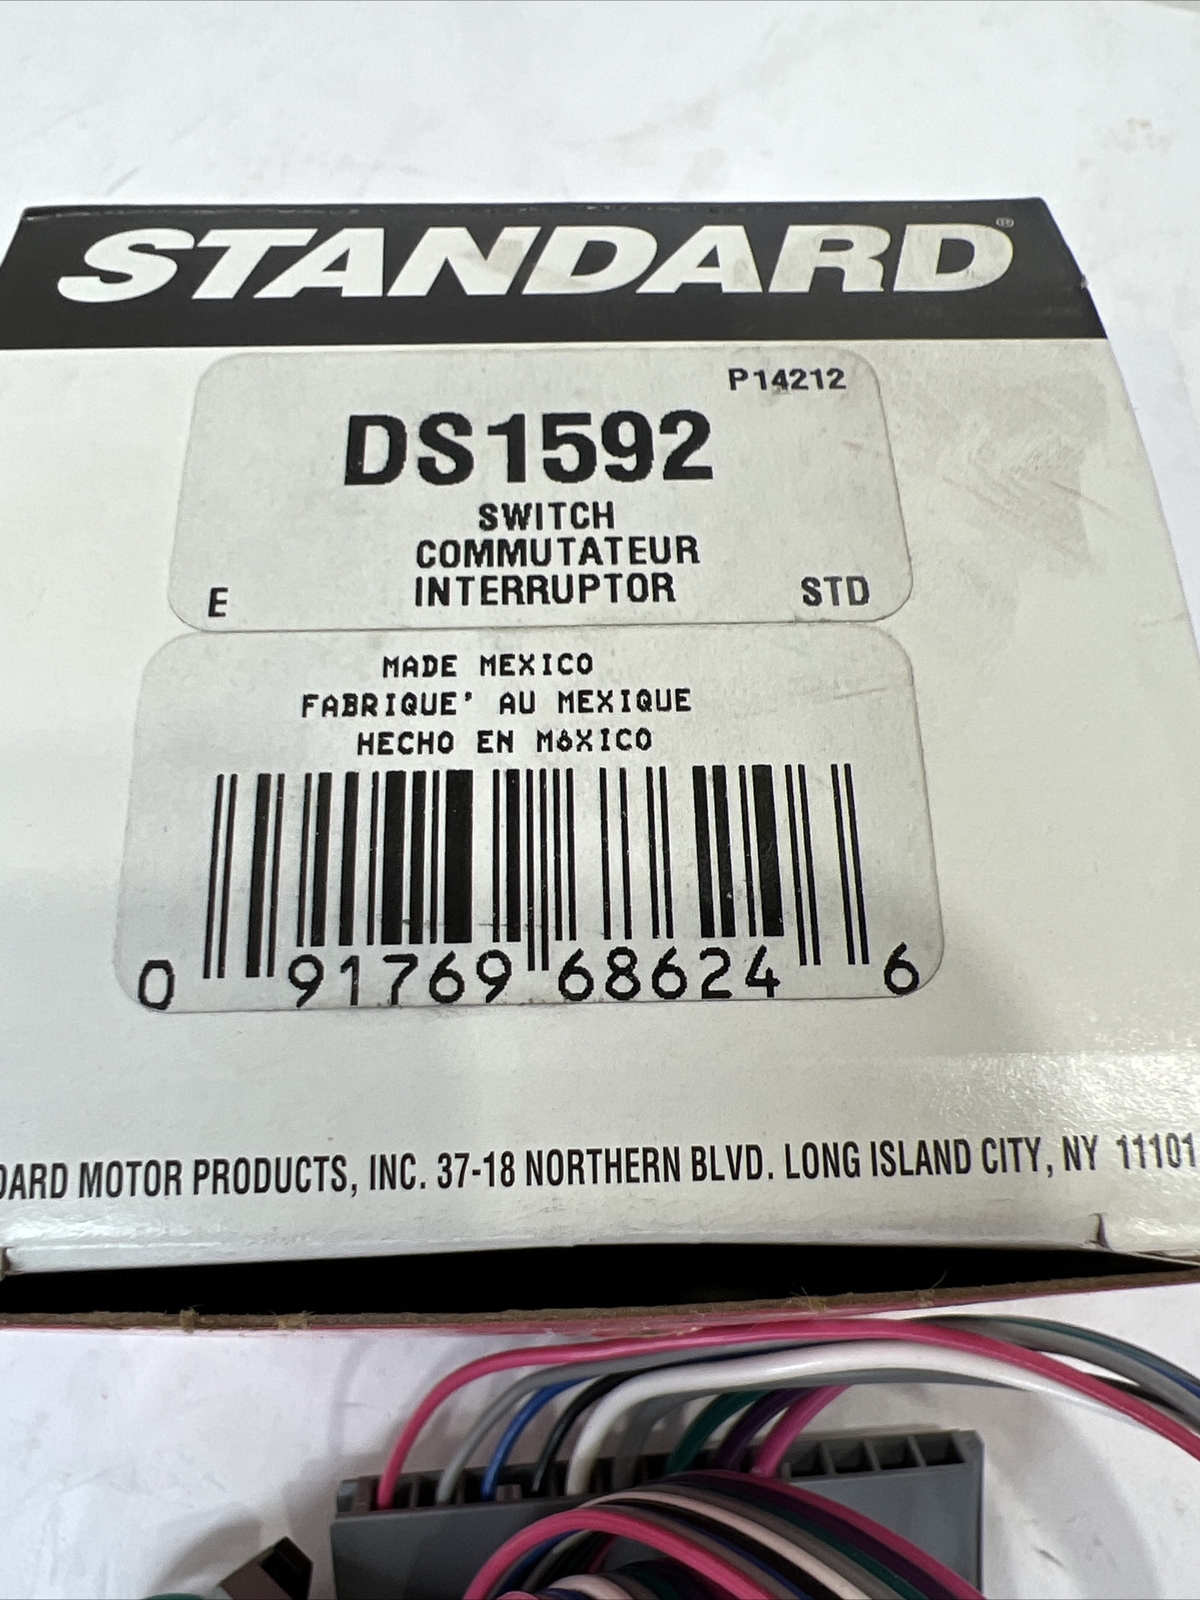 STANDARD®
P14212
DS1592
SWITCH
COMMUTATEUR
INTERRUPTOR
E STD
MADE MEXICO
FABRIQUE' AU MEXIQUE
HECHO EN MóXICO
0 91769 68624 6
DARD MOTOR PRODUCTS, INC. 37-18 NORTHERN BLVD. LONG ISLAND CITY, NY 11101